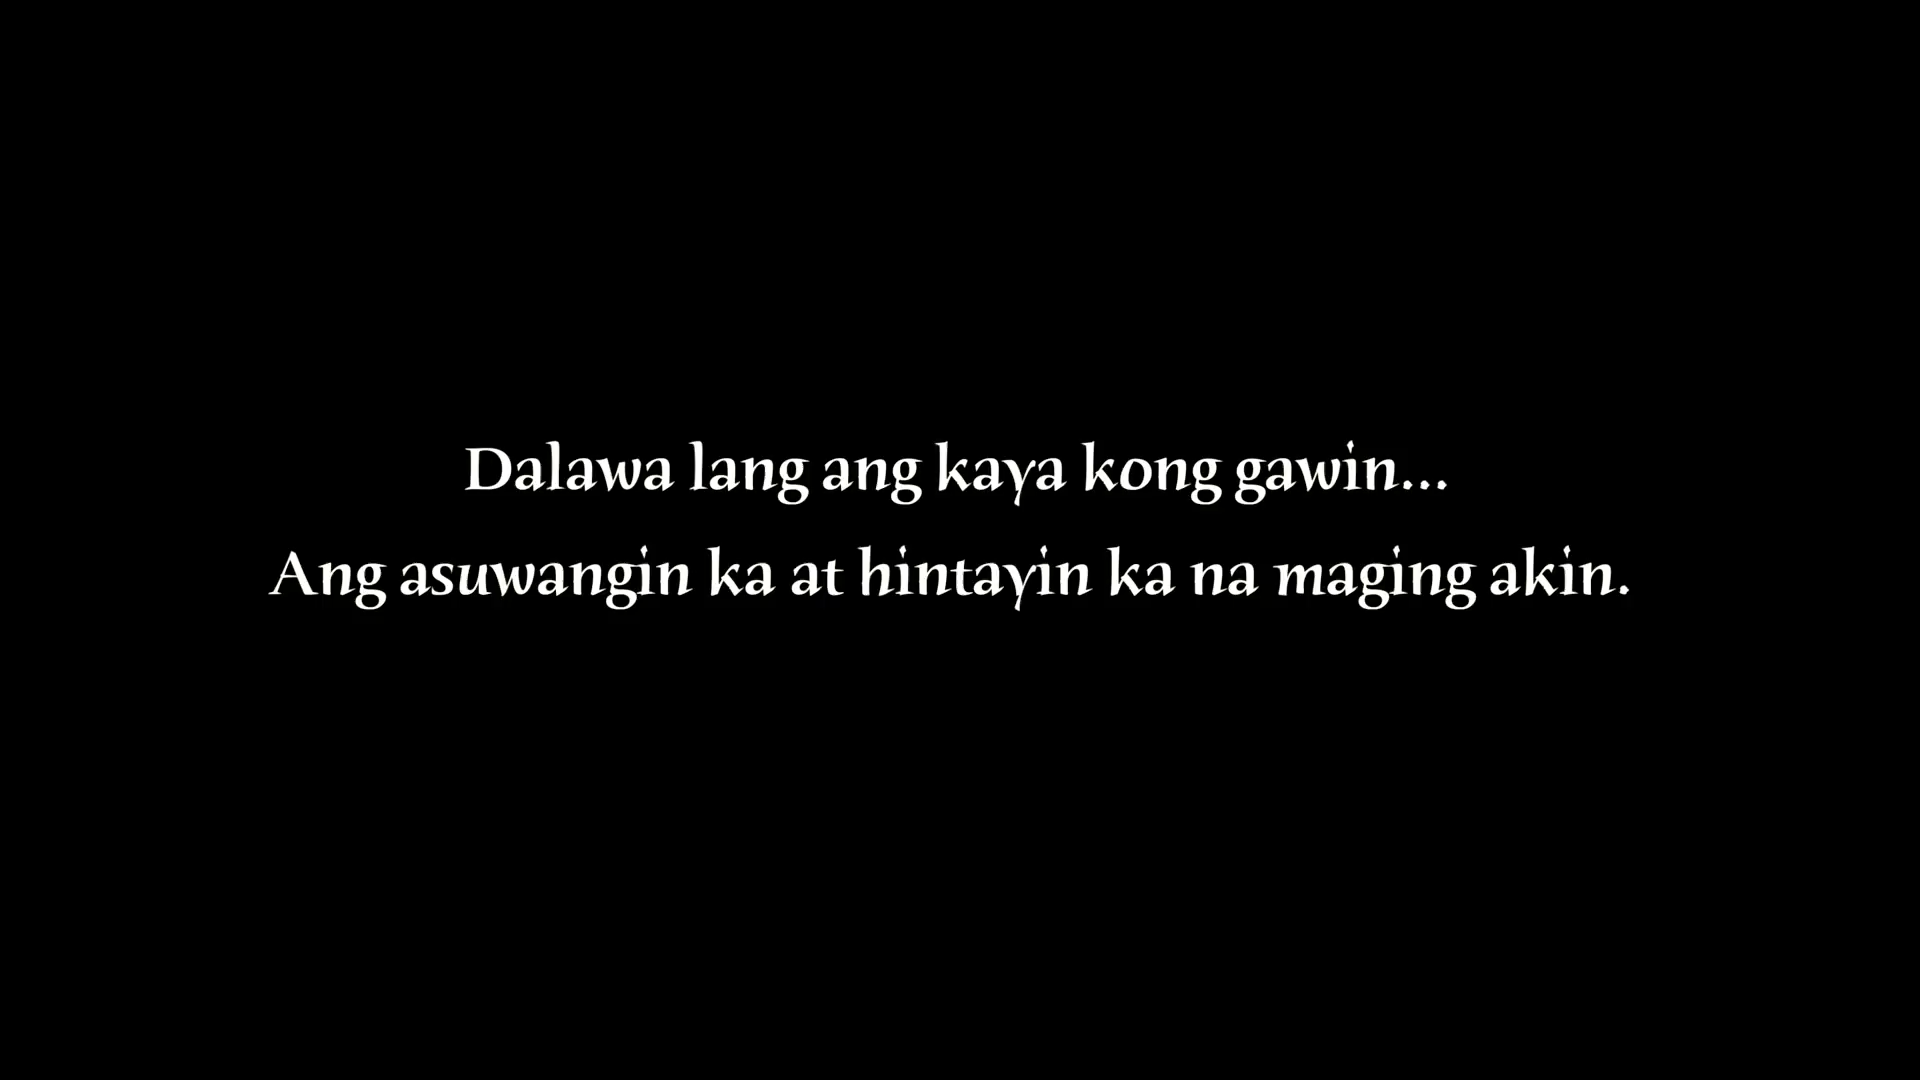 Dalawa lang ang kaya kong gawin...
Ang asuwangin ka at hintayin ka na maging akin.